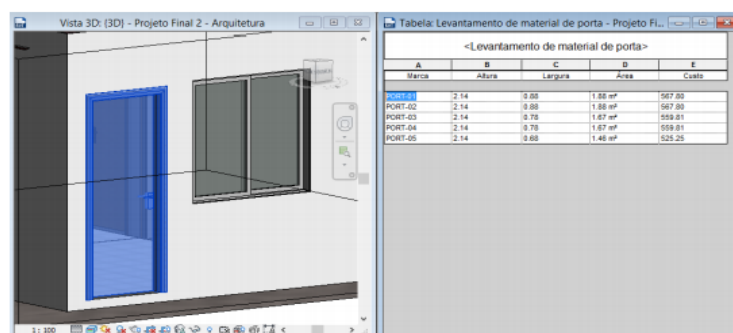 Vista 3D: {3D} - Projeto Final 2 - Arquitetura
1 : 100
Tabela: Levantamento de material de porta - Projeto Fi...
<Levantamento de material de porta>
A B C D E
Marca Altura Largura Área Custo
PORT-01 2.14 0.88 1.88 m² 567.80
PORT-02 2.14 0.88 1.88 m² 567.80
PORT-03 2.14 0.78 1.67 m² 559.81
PORT-04 2.14 0.78 1.67 m² 559.81
PORT-05 2.14 0.68 1.46 m² 525.25